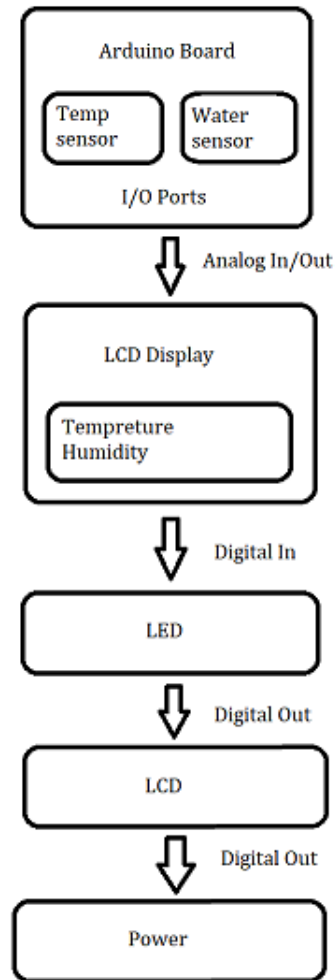 Arduino Board
Temp
sensor
Water
sensor
I/O Ports
Analog In/Out
LCD Display
Tempreture
Humidity
Digital In
LED
Digital Out
LCD
Digital Out
Power